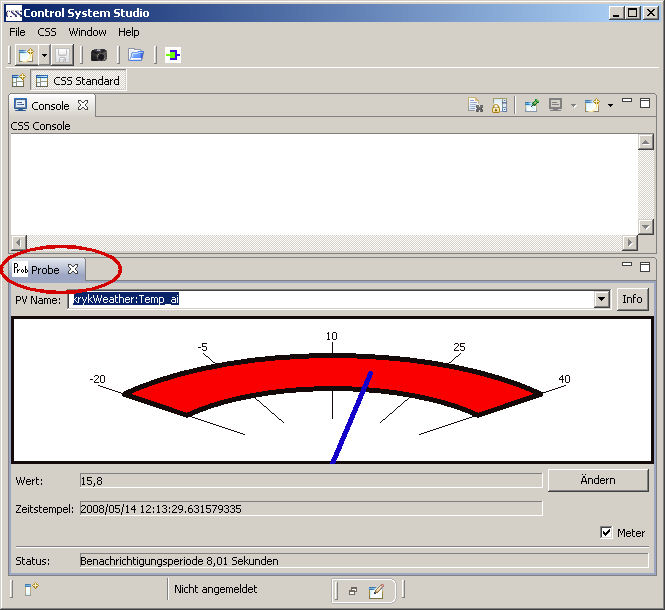 CSS Control System Studio
File CSS Window Help
CSS Standard
Console
CSS Console
Prob Probe
PV Name: krykWeather:Temp_ai Info
-20 -5 10 25 40
Wert: 15,8 Ändern
Zeitstempel: 2008/05/14 12:13:29.631579335
Meter
Status: Benachrichtigungsperiode 8,01 Sekunden
Nicht angemeldet